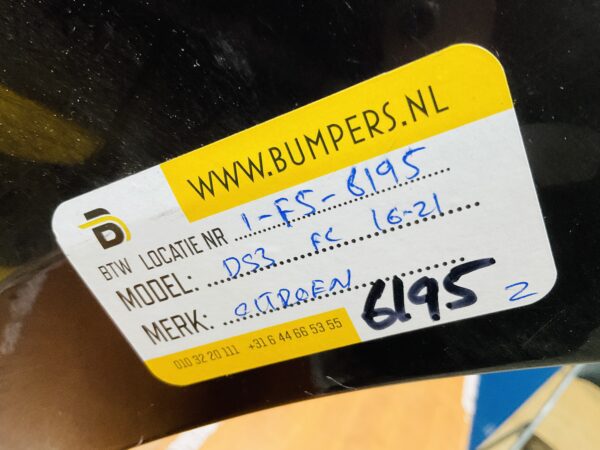 WWW.BUMPERS.NL
BTW LOCATIE NR 1-FS-6195
MODEL: DS3 FC 16-21
MERK: CITROEN
6195 2
010 32 20 111 +31 6 44 66 53 55